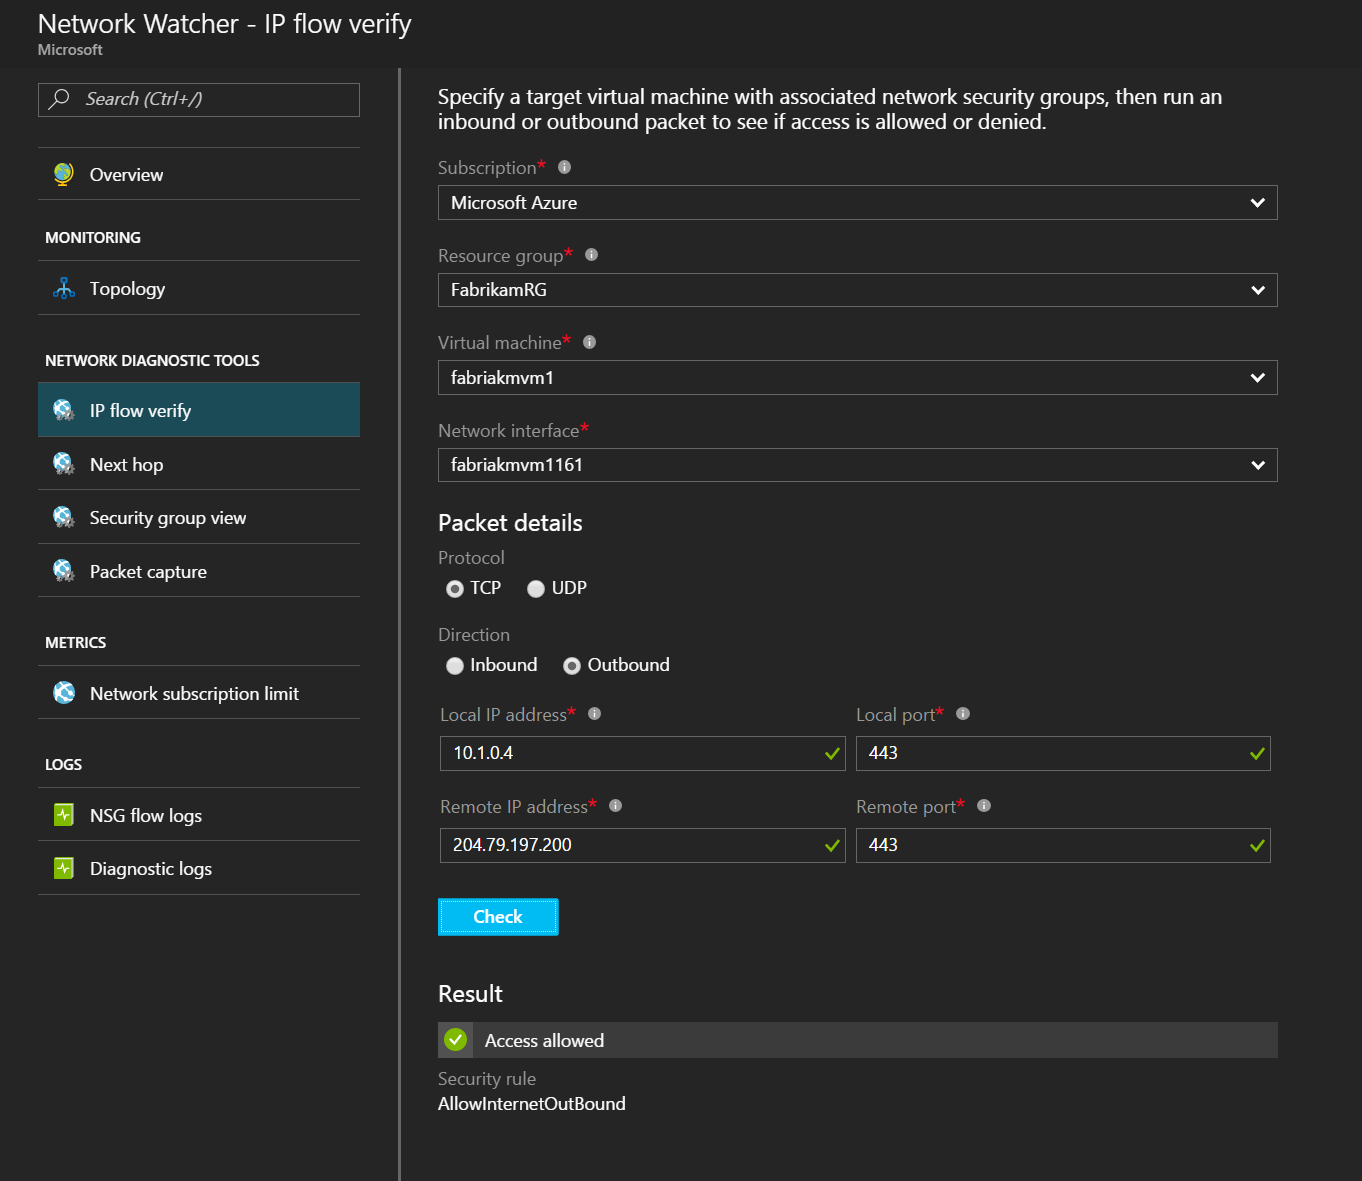 Network Watcher - IP flow verify
Microsoft
Search (Ctrl+/)
Overview
MONITORING
Topology
NETWORK DIAGNOSTIC TOOLS
IP flow verify
Next hop
Security group view
Packet capture
METRICS
Network subscription limit
LOGS
NSG flow logs
Diagnostic logs
Specify a target virtual machine with associated network security groups, then run an
inbound or outbound packet to see if access is allowed or denied.
Subscription*
Microsoft Azure
Resource group*
FabrikamRG
Virtual machine*
fabriakmvm1
Network interface*
fabriakmvm1161
Packet details
Protocol
TCP UDP
Direction
Inbound Outbound
Local IP address* Local port*
10.1.0.4 443
Remote IP address* Remote port*
204.79.197.200 443
Check
Result
Access allowed
Security rule
AllowInternetOutBound